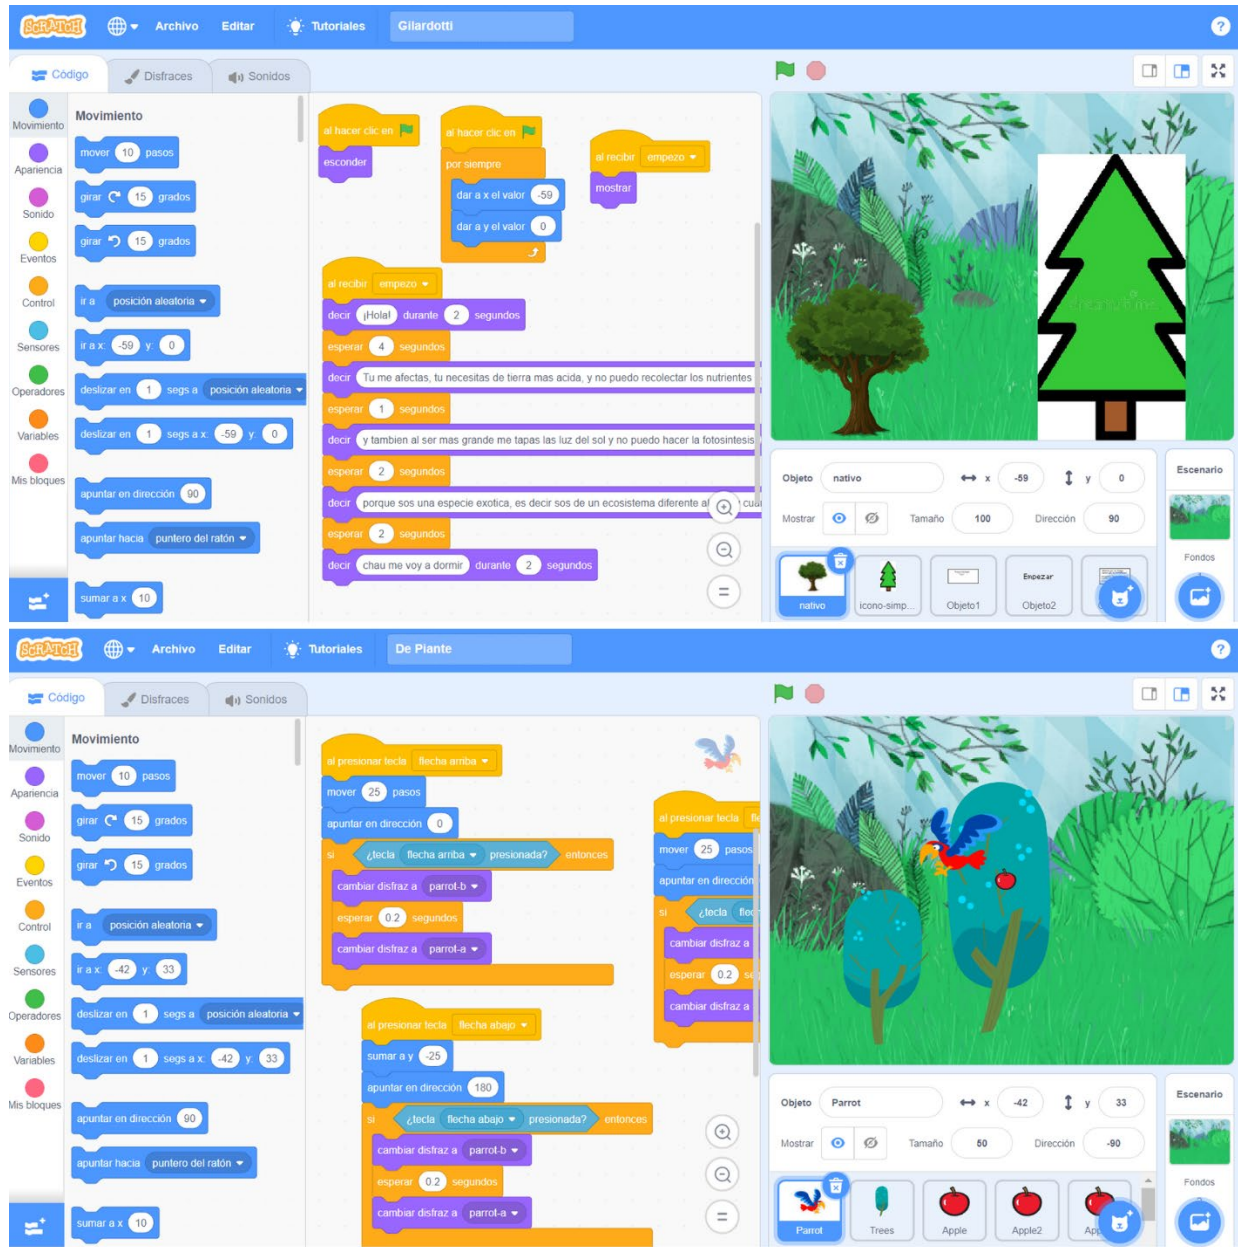 SCRATCH Archivo Editar Tutoriales Gilardotti ?
Código Disfraces Sonidos
Movimiento
Apariencia
Sonido
Eventos
Control
Sensores
Operadores
Variables
Mis bloques
Movimiento
mover 10 pasos
girar 15 grados
girar 15 grados
ir a posición aleatoria
ir a x: -59 y: 0
deslizar en 1 segs a posición aleatoria
deslizar en 1 segs a x: -59 y: 0
apuntar en dirección 90
apuntar hacia puntero del ratón
sumar a x 10
al hacer clic en
esconder
al hacer clic en
por siempre
dar a x el valor -59
dar a y el valor 0
al recibir empezo
mostrar
al recibir empezo
decir ¡Hola! durante 2 segundos
esperar 4 segundos
decir Tu me afectas, tu necesitas de tierra mas acida, y no puedo recolectar los nutrientes
esperar 1 segundos
decir y tambien al ser mas grande me tapas las luz del sol y no puedo hacer la fotosintesis
esperar 2 segundos
decir porque sos una especie exotica, es decir sos de un ecosistema diferente al
esperar 2 segundos
decir chau me voy a dormir durante 2 segundos
dreamstime
Objeto nativo x -59 y 0
Mostrar Tamaño 100 Dirección 90
nativo icono-simp... Objeto1 Objeto2
Empezar
Escenario
Fondos
SCRATCH Archivo Editar Tutoriales De Piante ?
Código Disfraces Sonidos
Movimiento
Apariencia
Sonido
Eventos
Control
Sensores
Operadores
Variables
Mis bloques
Movimiento
mover 10 pasos
girar 15 grados
girar 15 grados
ir a posición aleatoria
ir a x: -42 y: 33
deslizar en 1 segs a posición aleatoria
deslizar en 1 segs a x: -42 y: 33
apuntar en dirección 90
apuntar hacia puntero del ratón
sumar a x 10
al presionar tecla flecha arriba
mover 25 pasos
apuntar en dirección 0
si ¿tecla flecha arriba presionada? entonces
cambiar disfraz a parrot-b
esperar 0.2 segundos
cambiar disfraz a parrot-a
al presionar tecla flecha abajo
sumar a y -25
apuntar en dirección 180
si ¿tecla flecha abajo presionada? entonces
cambiar disfraz a parrot-b
esperar 0.2 segundos
cambiar disfraz a parrot-a
al presionar tecla
mover 25 pasos
apuntar en dirección
si ¿tecla
cambiar disfraz a
esperar 0.2
cambiar disfraz a
Objeto Parrot x -42 y 33
Mostrar Tamaño 50 Dirección -90
Parrot Trees Apple Apple2
Escenario
Fondos